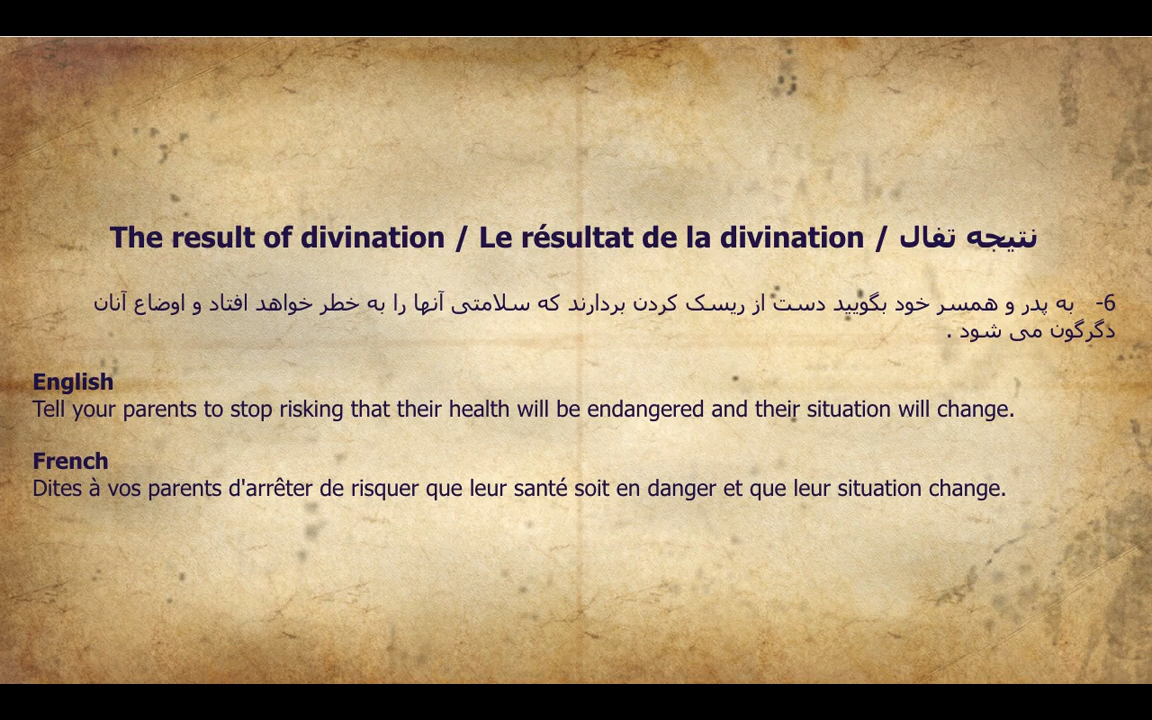 The result of divination / Le résultat de la divination / نتیجه تفال
6- به پدر و همسر خود بگویید دست از ریسک کردن بردارند که سلامتی آنها را به خطر خواهد افتاد و اوضاع آنان
دگرگون می شود .
English
Tell your parents to stop risking that their health will be endangered and their situation will change.
French
Dites à vos parents d'arrêter de risquer que leur santé soit en danger et que leur situation change.